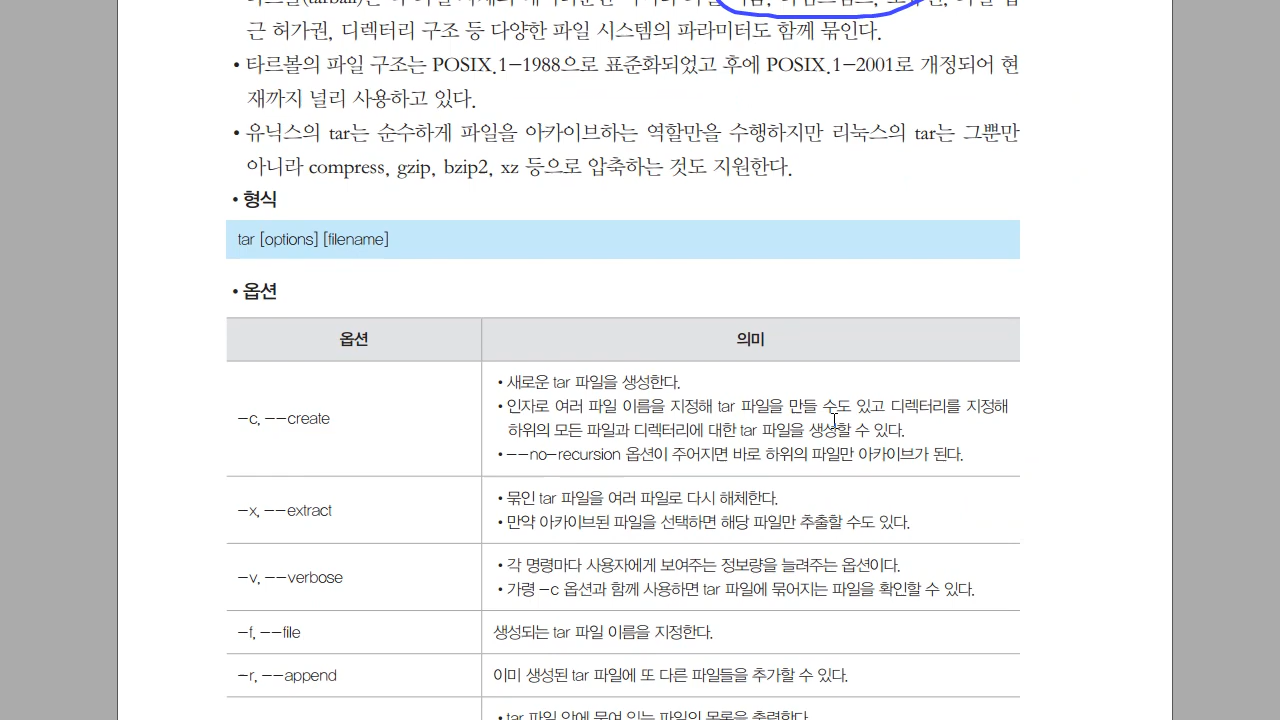 근 허가권, 디렉터리 구조 등 다양한 파일 시스템의 파라미터도 함께 묶인다.
• 타르볼의 파일 구조는 POSIX.1-1988으로 표준화되었고 후에 POSIX.1-2001로 개정되어 현
재까지 널리 사용하고 있다.
• 유닉스의 tar는 순수하게 파일을 아카이브하는 역할만을 수행하지만 리눅스의 tar는 그뿐만
아니라 compress, gzip, bzip2, xz 등으로 압축하는 것도 지원한다.
• 형식
tar [options] [filename]
• 옵션
옵션 의미
-c, --create
• 새로운 tar 파일을 생성한다.
• 인자로 여러 파일 이름을 지정해 tar 파일을 만들 수도 있고 디렉터리를 지정해
하위의 모든 파일과 디렉터리에 대한 tar 파일을 생성할 수 있다.
• --no-recursion 옵션이 주어지면 바로 하위의 파일만 아카이브가 된다.
-x, --extract
• 묶인 tar 파일을 여러 파일로 다시 해체한다.
• 만약 아카이브된 파일을 선택하면 해당 파일만 추출할 수도 있다.
-v, --verbose
• 각 명령마다 사용자에게 보여주는 정보량을 늘려주는 옵션이다.
• 가령 -c 옵션과 함께 사용하면 tar 파일에 묶어지는 파일을 확인할 수 있다.
-f, --file 생성되는 tar 파일 이름을 지정한다.
-r, --append 이미 생성된 tar 파일에 또 다른 파일들을 추가할 수 있다.
• tar 파일 안에 묶여 있는 파일의 목록을 출력한다.